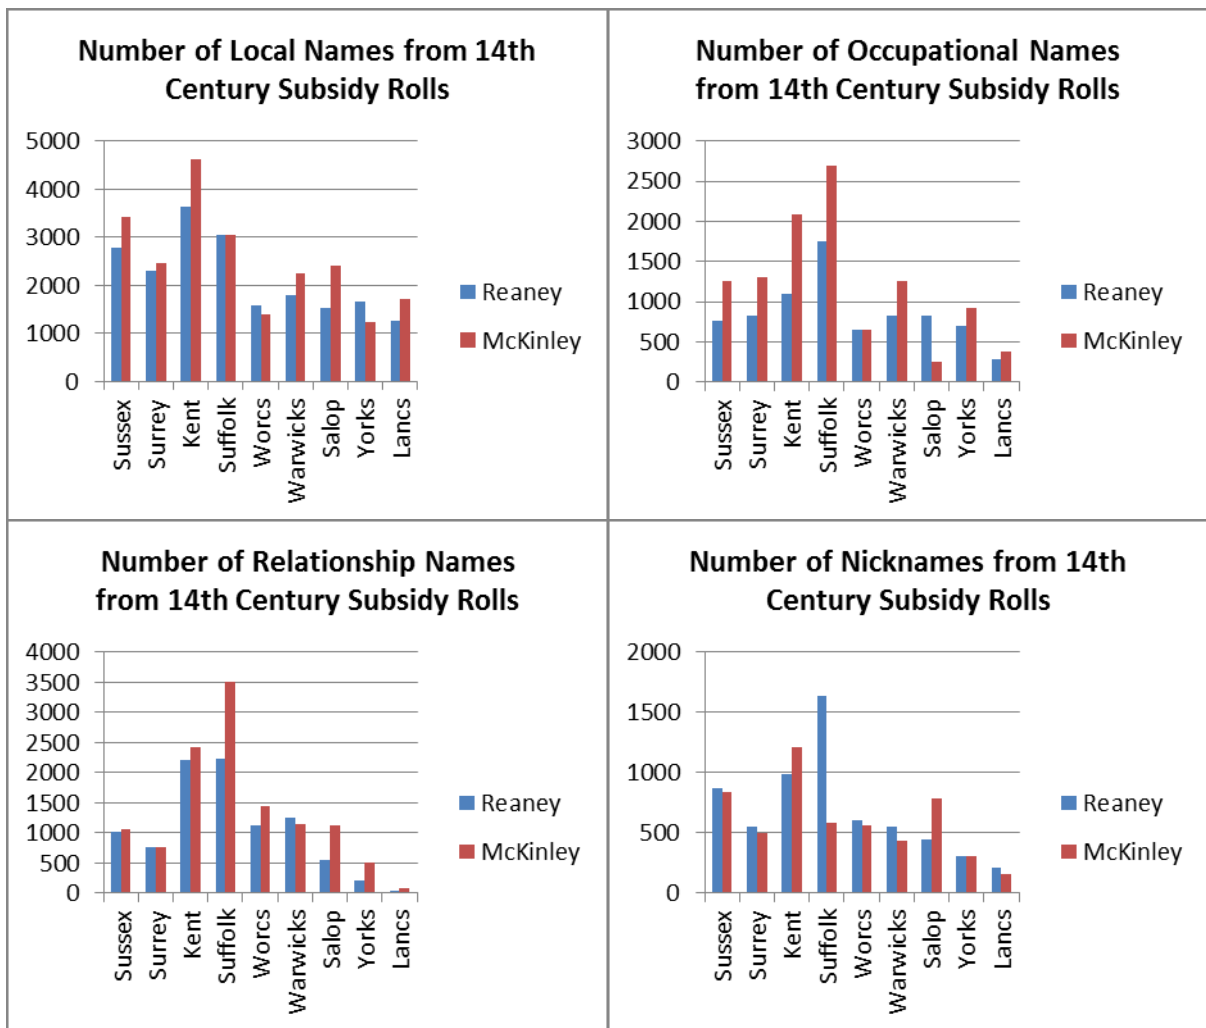 Number of Local Names from 14th
Century Subsidy Rolls
5000
4000
3000
2000
1000
0
Sussex
Surrey
Kent
Suffolk
Worcs
Warwicks
Salop
Yorks
Lancs
Reaney
McKinley
Number of Occupational Names
from 14th Century Subsidy Rolls
3000
2500
2000
1500
1000
500
0
Sussex
Surrey
Kent
Suffolk
Worcs
Warwicks
Salop
Yorks
Lancs
Reaney
McKinley
Number of Relationship Names
from 14th Century Subsidy Rolls
4000
3500
3000
2500
2000
1500
1000
500
0
Sussex
Surrey
Kent
Suffolk
Worcs
Warwicks
Salop
Yorks
Lancs
Reaney
McKinley
Number of Nicknames from 14th
Century Subsidy Rolls
2000
1500
1000
500
0
Sussex
Surrey
Kent
Suffolk
Worcs
Warwicks
Salop
Yorks
Lancs
Reaney
McKinley